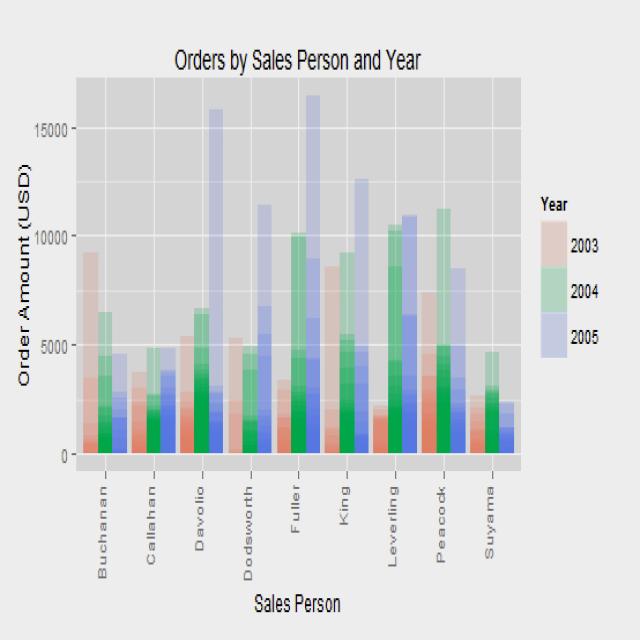 Orders by Sales Person and Year
Order Amount (USD)
15000
10000
5000
0
Buchanan
Callahan
Davolio
Dodsworth
Fuller
King
Leverling
Peacock
Suyama
Sales Person
Year
2003
2004
2005